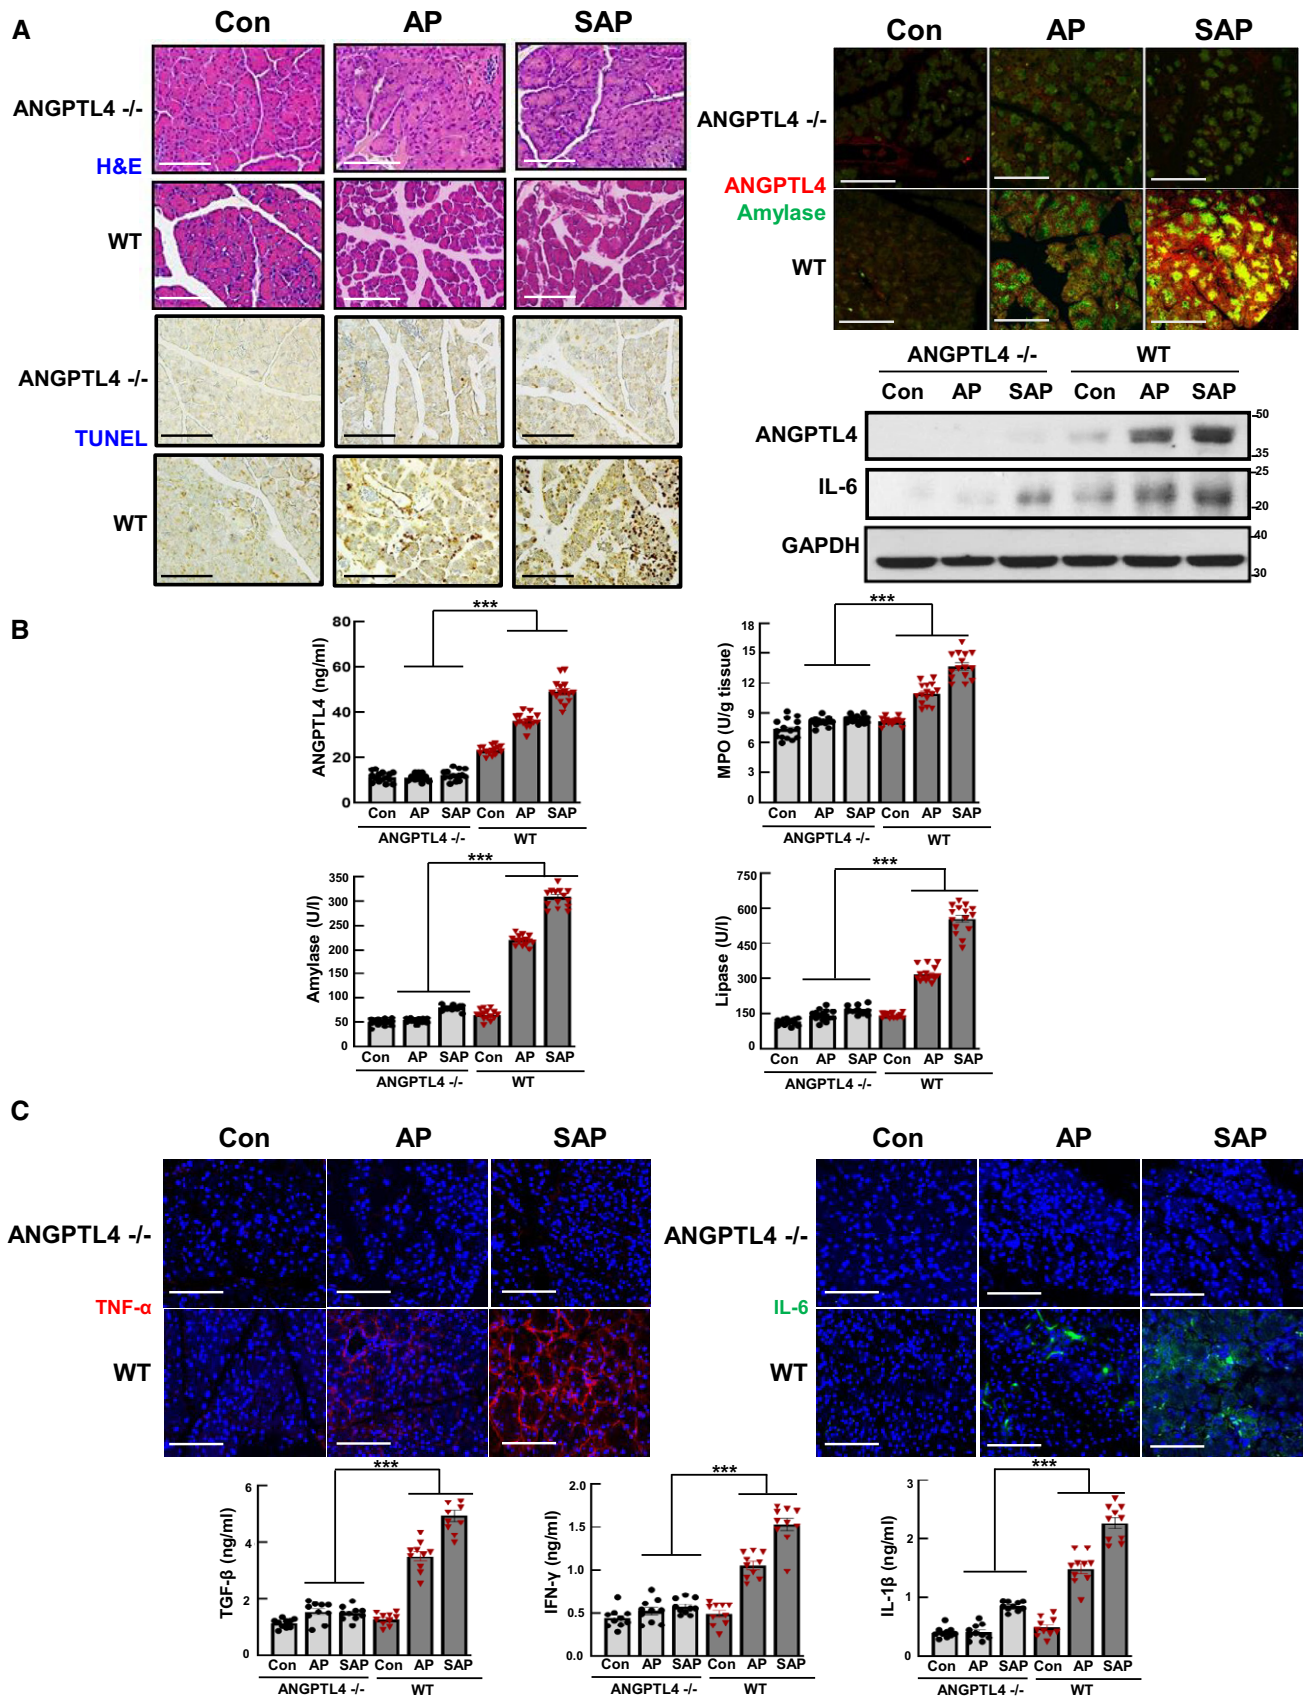 A
Con AP SAP
ANGPTL4 -/-
H&E
WT
ANGPTL4 -/-
TUNEL
WT
Con AP SAP
ANGPTL4 -/-
ANGPTL4
Amylase
WT
ANGPTL4 -/- WT
Con AP SAP Con AP SAP
ANGPTL4
50
35
IL-6
25
20
GAPDH
40
30
B
***
ANGPTL4 (ng/ml)
80
60
40
20
0
Con AP SAP Con AP SAP
ANGPTL4 -/- WT
***
MPO (U/g tissue)
18
15
12
9
6
3
0
Con AP SAP Con AP SAP
ANGPTL4 -/- WT
***
Amylase (U/l)
350
300
250
200
150
100
50
0
Con AP SAP Con AP SAP
ANGPTL4 -/- WT
***
Lipase (U/l)
750
600
450
300
150
0
Con AP SAP Con AP SAP
ANGPTL4 -/- WT
C
Con AP SAP
ANGPTL4 -/-
TNF-α
WT
Con AP SAP
ANGPTL4 -/-
IL-6
WT
***
TGF-β (ng/ml)
6
4
2
0
Con AP SAP Con AP SAP
ANGPTL4 -/- WT
***
IFN-γ (ng/ml)
2.0
1.5
1.0
0.5
0.0
Con AP SAP Con AP SAP
ANGPTL4 -/- WT
***
IL-1β (ng/ml)
3
2
1
0
Con AP SAP Con AP SAP
ANGPTL4 -/- WT